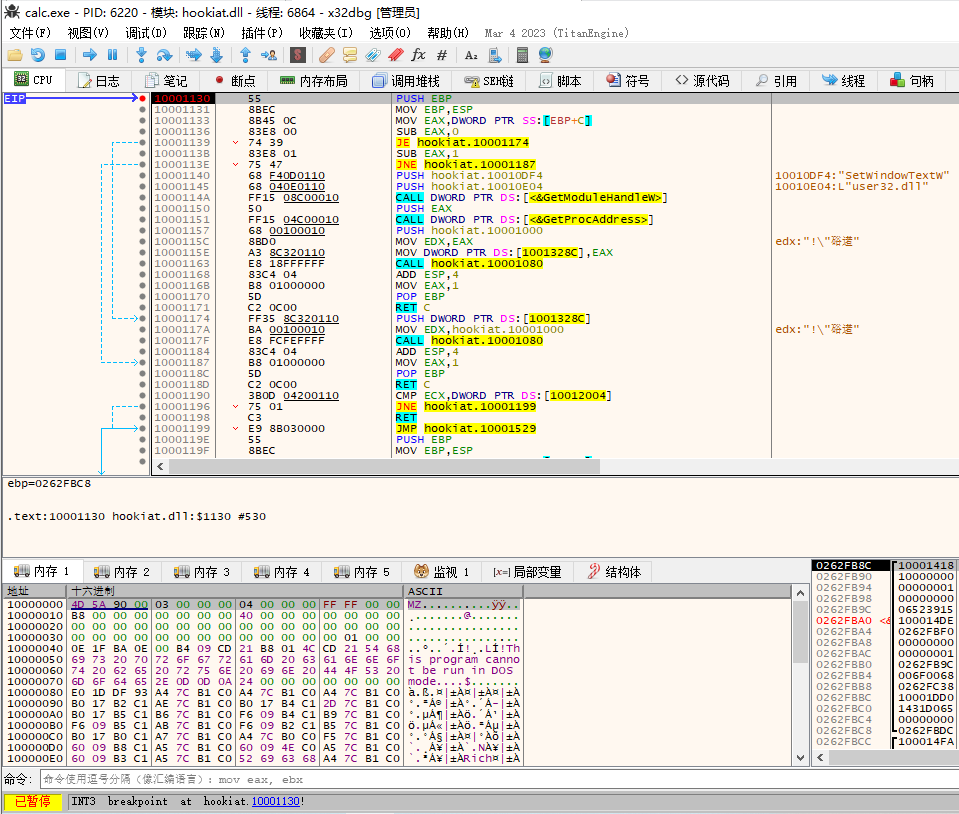 calc.exe - PID: 6220 - 模块: hookiat.dll - 线程: 6864 - x32dbg [管理员]
文件(F) 视图(V) 调试(D) 跟踪(N) 插件(P) 收藏夹(I) 选项(O) 帮助(H) Mar 4 2023 (TitanEngine)
CPU 日志 笔记 断点 内存布局 调用堆栈 SEH链 脚本 符号 源代码 引用 线程 句柄
EIP 10001130 55 PUSH EBP
10001131 8BEC MOV EBP,ESP
10001133 8B45 0C MOV EAX,DWORD PTR SS:[EBP+C]
10001136 83E8 00 SUB EAX,0
10001139 74 39 JE hookiat.10001174
1000113B 83E8 01 SUB EAX,1
1000113E 75 47 JNE hookiat.10001187
10001140 68 F40D0110 PUSH hookiat.10010DF4 10010DF4:"SetWindowTextW"
10001145 68 040E0110 PUSH hookiat.10010E04 10010E04:L"user32.dll"
1000114A FF15 08C00010 CALL DWORD PTR DS:[<&GetModuleHandleW>]
10001150 50 PUSH EAX
10001151 FF15 04C00010 CALL DWORD PTR DS:[<&GetProcAddress>]
10001157 68 00100010 PUSH hookiat.10001000
1000115C 8BD0 MOV EDX,EAX edx:"!\"
1000115E A3 8C320110 MOV DWORD PTR DS:[1001328C],EAX
10001163 E8 18FFFFFF CALL hookiat.10001080
10001168 83C4 04 ADD ESP,4
1000116B B8 01000000 MOV EAX,1
10001170 5D POP EBP
10001171 C2 0C00 RET C
10001174 FF35 8C320110 PUSH DWORD PTR DS:[1001328C]
1000117A BA 00100010 MOV EDX,hookiat.10001000 edx:"!\"
1000117F E8 FCFEFFFF CALL hookiat.10001080
10001184 83C4 04 ADD ESP,4
10001187 B8 01000000 MOV EAX,1
1000118C 5D POP EBP
1000118D C2 0C00 RET C
10001190 3B0D 04200110 CMP ECX,DWORD PTR DS:[10012004]
10001196 75 01 JNE hookiat.10001199
10001198 C3 RET
10001199 E9 8B030000 JMP hookiat.10001529
1000119E 55 PUSH EBP
1000119F 8BEC MOV EBP,ESP
ebp=0262FBC8
.text:10001130 hookiat.dll:$1130 #530
内存 1 内存 2 内存 3 内存 4 内存 5 监视 1 [x=] 局部变量 结构体
地址 十六进制 ASCII
10000000 4D 5A 90 00 03 00 00 00 04 00 00 00 FF FF 00 00 MZ..........ÿÿ..
10000010 B8 00 00 00 00 00 00 00 40 00 00 00 00 00 00 00 ¸.......@.......
10000020 00 00 00 00 00 00 00 00 00 00 00 00 00 00 00 00 ................
10000030 00 00 00 00 00 00 00 00 00 00 00 00 00 01 00 00 ................
10000040 0E 1F BA 0E 00 B4 09 CD 21 B8 01 4C CD 21 54 68 ..º..´.Í!¸.LÍ!Th
10000050 69 73 20 70 72 6F 67 72 61 6D 20 63 61 6E 6E 6F is program canno
10000060 74 20 62 65 20 72 75 6E 20 69 6E 20 44 4F 53 20 t be run in DOS
10000070 6D 6F 64 65 2E 0D 0D 0A 24 00 00 00 00 00 00 00 mode....$.......
10000080 E0 1D DF 93 A4 7C B1 C0 A4 7C B1 C0 A4 7C B1 C0 à.ß.¤|±À¤|±À¤|±À
10000090 B0 17 B2 C1 AE 7C B1 C0 B0 17 B4 C1 2D 7C B1 C0 °.²Á®|±À°.´Á-|±À
100000A0 B0 17 B5 C1 B6 7C B1 C0 F6 09 B4 C1 B9 7C B1 C0 °.µÁ¶|±Àö.´Á¹|±À
100000B0 F6 09 B5 C1 AB 7C B1 C0 F6 09 B2 C1 B5 7C B1 C0 ö.µÁ«|±Àö.²Áµ|±À
100000C0 B0 17 B0 C1 A7 7C B1 C0 A4 7C B0 C0 F5 7C B1 C0 °.°Á§|±À¤|°Àõ|±À
100000D0 60 09 B8 C1 A5 7C B1 C0 60 09 4E C0 A5 7C B1 C0 `.¸Á¥|±À`.NÀ¥|±À
100000E0 60 09 B3 C1 A5 7C B1 C0 52 69 63 68 A4 7C B1 C0 `.³Á¥|±ÀRich¤|±À
0262FB8C 10001418
0262FB90 10000000
0262FB94 00000001
0262FB98 00000000
0262FB9C 06523915
0262FBA0 <& 100014DE
0262FBA4 0262FBF0
0262FBA8 00000000
0262FBAC 00000001
0262FBB0 0262FB9C
0262FBB4 006F0068
0262FBB8 0262FC38
0262FBBC 10001DD0
0262FBC0 1431D065
0262FBC4 00000000
0262FBC8 0262FBDC
0262FBCC 100014FA
命令: 命令使用逗号分隔(像汇编语言): mov eax, ebx
已暂停 INT3 breakpoint at hookiat.10001130!